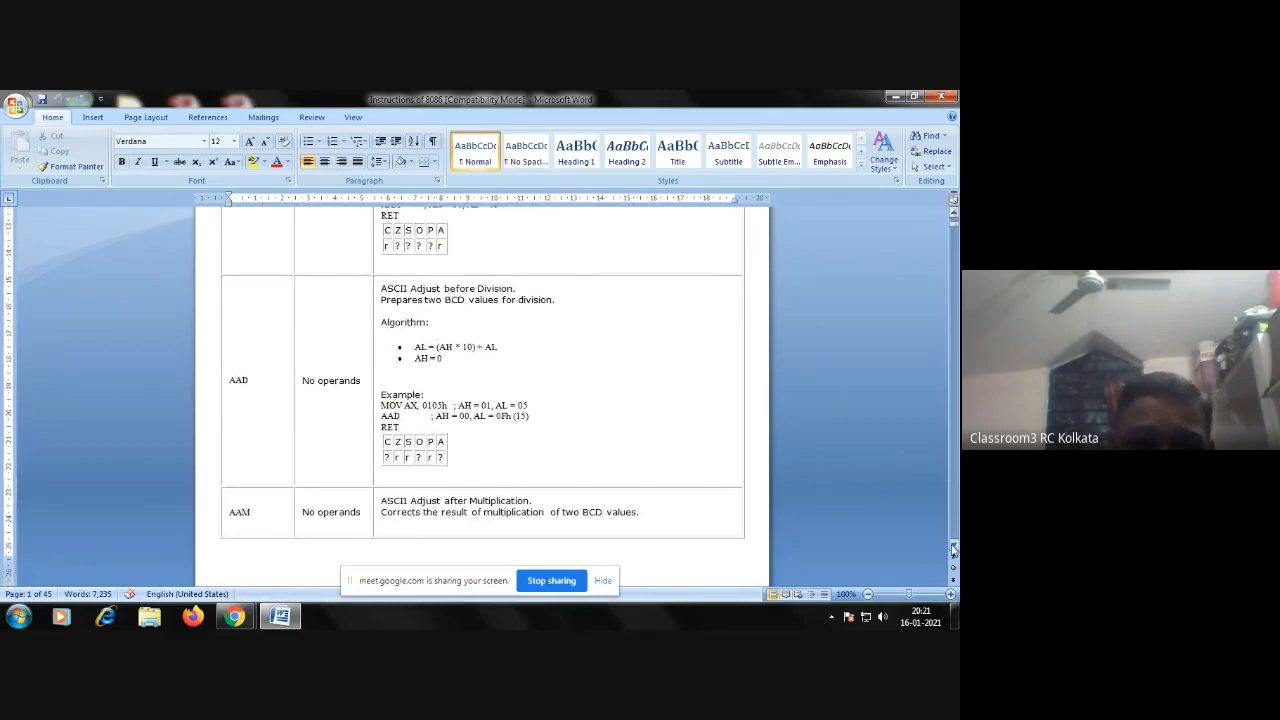 Instructions of 8086 [Compatibility Mode] - Microsoft Word
Home Insert Page Layout References Mailings Review View
Cut
Copy
Paste
Format Painter
Clipboard
Verdana 12
Font
Paragraph
AaBbCcDc AaBbCcDc AaBbC AaBbCc AaBb AaBbCcI AaBbCcDc AaBbCcDc
¶ Normal ¶ No Spaci... Heading 1 Heading 2 Title Subtitle Subtle Em... Emphasis
Styles
Change
Styles
Find
Replace
Select
Editing
RET
C Z S O P A
r ? ? ? ? r
AAD
No operands
ASCII Adjust before Division.
Prepares two BCD values for division.
Algorithm:
• AL = (AH * 10) + AL
• AH = 0
Example:
MOV AX, 0105h ; AH = 01, AL = 05
AAD ; AH = 00, AL = 0Fh (15)
RET
C Z S O P A
? r r ? r ?
AAM
No operands
ASCII Adjust after Multiplication.
Corrects the result of multiplication of two BCD values.
meet.google.com is sharing your screen. Stop sharing Hide
Page: 1 of 45 Words: 7,235 English (United States) 100%
20:21
16-01-2021
Classroom3 RC Kolkata